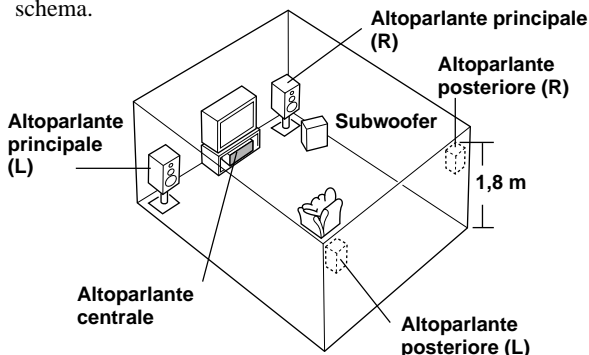 schema.
Altoparlante principale
(R)
Altoparlante
posteriore (R)
Subwoofer
Altoparlante
principale
(L)
1,8 m
Altoparlante
centrale
Altoparlante
posteriore (L)